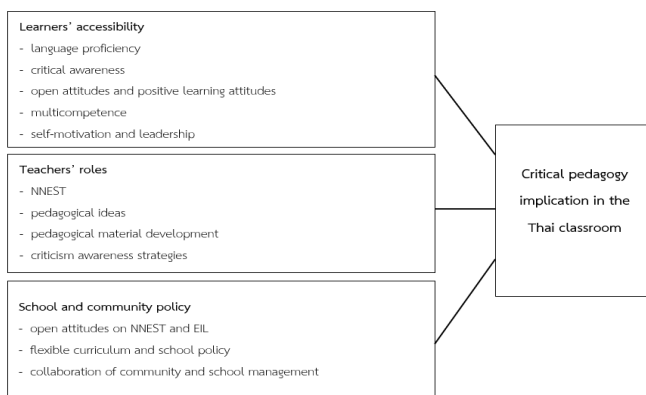 Learners' accessibility
- language proficiency
- critical awareness
- open attitudes and positive learning attitudes
- multicompetence
- self-motivation and leadership
Teachers' roles
- NNEST
- pedagogical ideas
- pedagogical material development
- criticism awareness strategies
School and community policy
- open attitudes on NNEST and EIL
- flexible curriculum and school policy
- collaboration of community and school management
Critical pedagogy
implication in the
Thai classroom